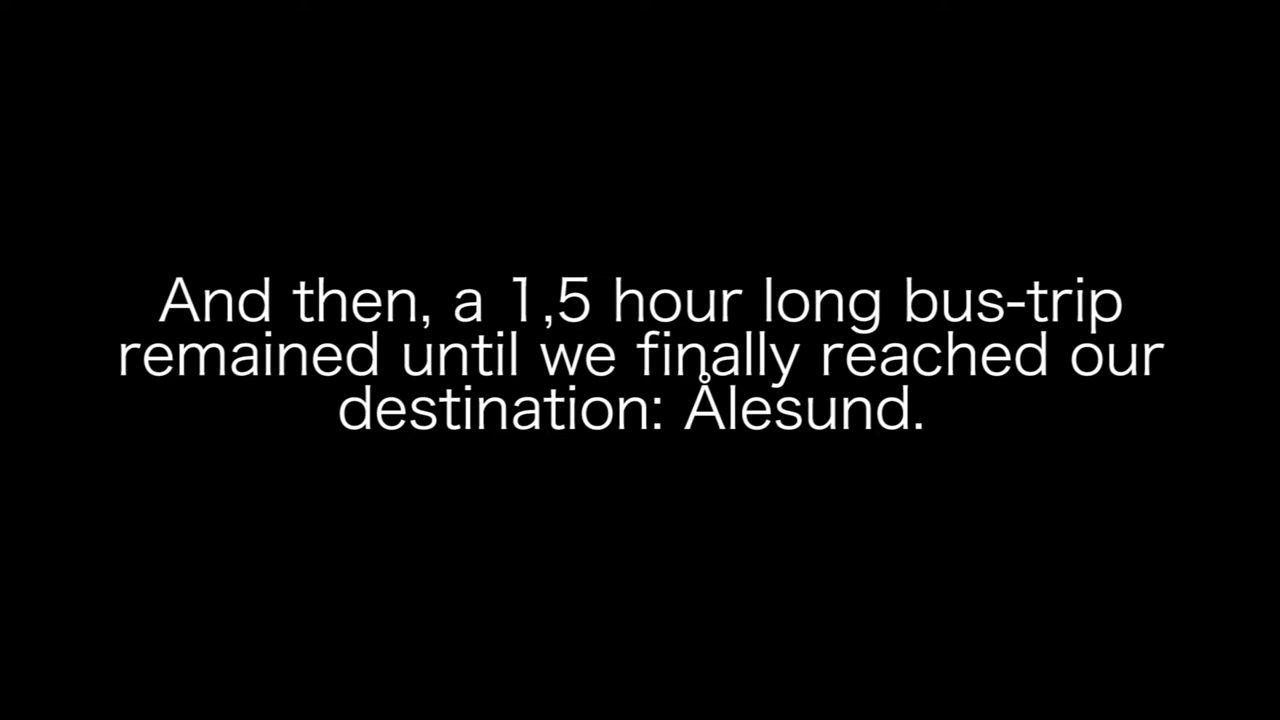 And then, a 1,5 hour long bus-trip
remained until we finally reached our
destination: Ålesund.